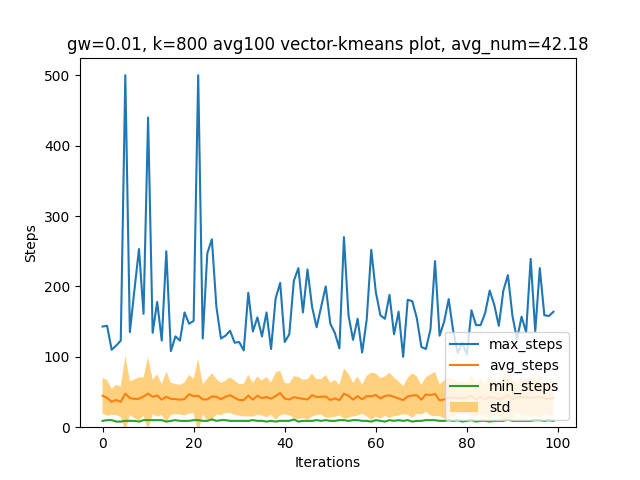 gw=0.01, k=800 avg100 vector-kmeans plot, avg_num=42.18
500
400
300
200
100
0
Steps
max_steps
avg_steps
min_steps
std
0
20
40
60
80
100
Iterations